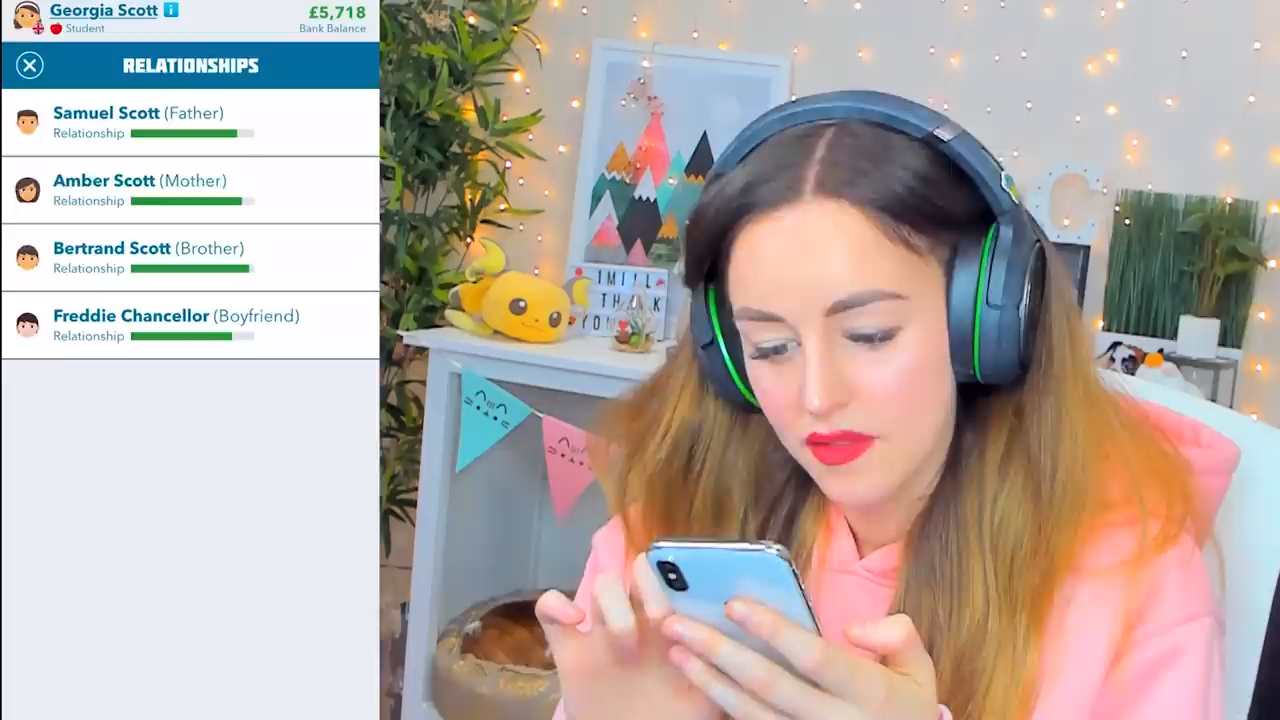 Georgia Scott
£5,718
Student
Bank Balance
RELATIONSHIPS
Samuel Scott (Father)
Relationship
Amber Scott (Mother)
Relationship
Bertrand Scott (Brother)
Relationship
Freddie Chancellor (Boyfriend)
Relationship
1MILL
THANK
YOU
G